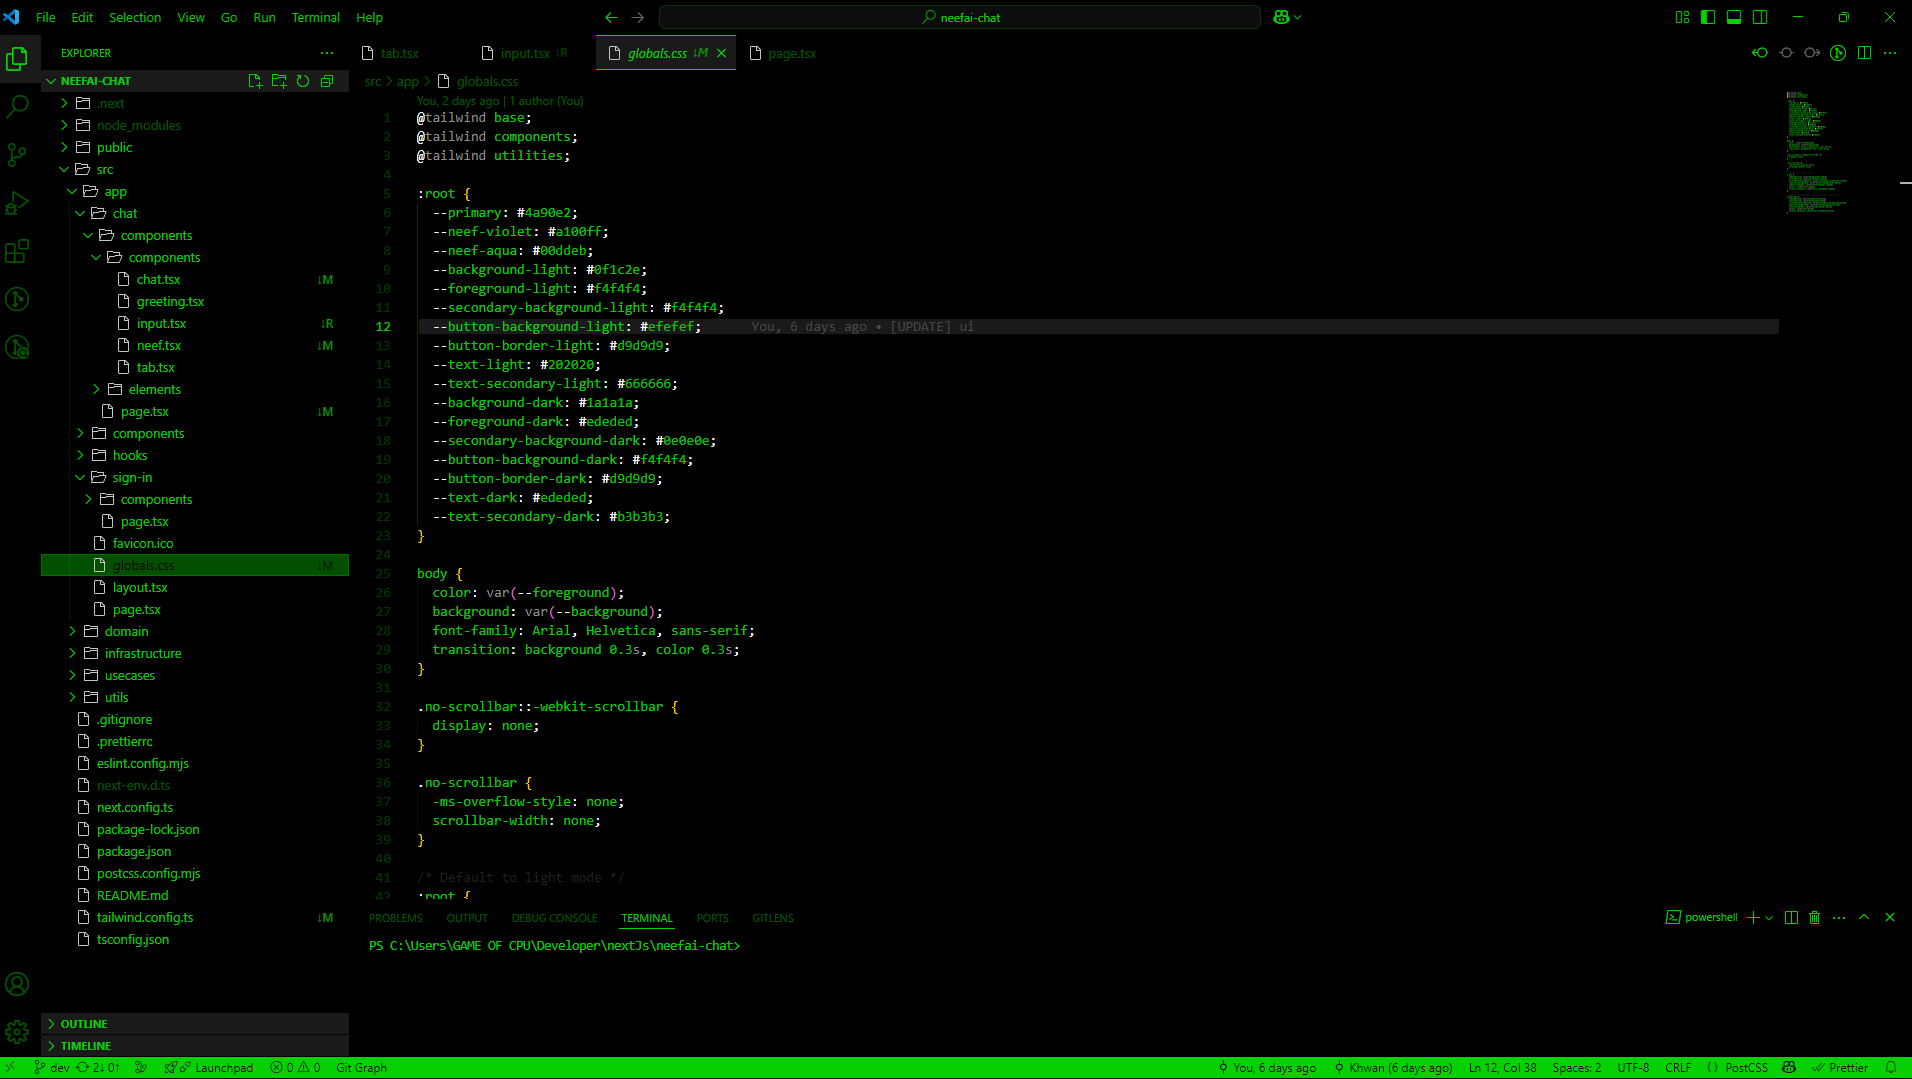 File Edit Selection View Go Run Terminal Help
neefai-chat
EXPLORER
NEEFAI-CHAT
.next
node_modules
public
src
app
chat
components
components
chat.tsx ↓M
greeting.tsx
input.tsx ↓R
neef.tsx ↓M
tab.tsx
elements
page.tsx ↓M
components
hooks
sign-in
components
page.tsx
favicon.ico
globals.css ↓M
layout.tsx
page.tsx
domain
infrastructure
usecases
utils
.gitignore
.prettierrc
eslint.config.mjs
next-env.d.ts
next.config.ts
package-lock.json
package.json
postcss.config.mjs
README.md
tailwind.config.ts ↓M
tsconfig.json
OUTLINE
TIMELINE
tab.tsx input.tsx ↓R globals.css ↓M page.tsx
src > app > globals.css
You, 2 days ago | 1 author (You)
1 @tailwind base;
2 @tailwind components;
3 @tailwind utilities;
4
5 :root {
6 --primary: #4a90e2;
7 --neef-violet: #a100ff;
8 --neef-aqua: #00ddeb;
9 --background-light: #0f1c2e;
10 --foreground-light: #f4f4f4;
11 --secondary-background-light: #f4f4f4;
12 --button-background-light: #efefef; You, 6 days ago • [UPDATE] ui
13 --button-border-light: #d9d9d9;
14 --text-light: #202020;
15 --text-secondary-light: #666666;
16 --background-dark: #1a1a1a;
17 --foreground-dark: #ededed;
18 --secondary-background-dark: #0e0e0e;
19 --button-background-dark: #f4f4f4;
20 --button-border-dark: #d9d9d9;
21 --text-dark: #ededed;
22 --text-secondary-dark: #b3b3b3;
23 }
24
25 body {
26 color: var(--foreground);
27 background: var(--background);
28 font-family: Arial, Helvetica, sans-serif;
29 transition: background 0.3s, color 0.3s;
30 }
31
32 .no-scrollbar::-webkit-scrollbar {
33 display: none;
34 }
35
36 .no-scrollbar {
37 -ms-overflow-style: none;
38 scrollbar-width: none;
39 }
40
41 /* Default to light mode */
42 :root {
PROBLEMS OUTPUT DEBUG CONSOLE TERMINAL PORTS GITLENS
powershell
PS C:\Users\GAME OF CPU\Developer\nextJs\neefai-chat>
dev 2↓ 0↑ Launchpad 0 0 Git Graph You, 6 days ago Khwan (6 days ago) Ln 12, Col 38 Spaces: 2 UTF-8 CRLF { } PostCSS Prettier